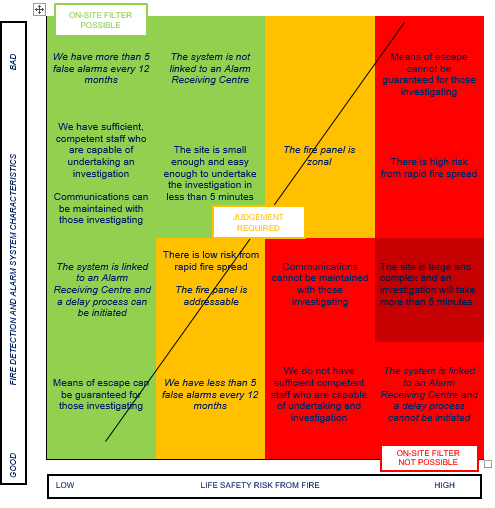 ON-SITE FILTER
POSSIBLE
We have more than 5
false alarms every 12
months
The system is not
linked to an Alarm
Receiving Centre
Means of escape
cannot be
guaranteed for those
investigating
We have sufficient,
competent staff who
are capable of
undertaking an
investigation
Communications can
be maintained with
those investigating
The site is small
enough and easy
enough to undertake
the investigation in
less than 5 minutes
The fire panel is
zonal
There is high risk
from rapid fire spread
JUDGEMENT
REQUIRED
The system is linked
to an Alarm
Receiving Centre and
a delay process can
be initiated
There is low risk from
rapid fire spread
The fire panel is
addressable
Communications
cannot be maintained
with those
investigating
The site is large and
complex and an
investigation will take
more than 5 minutes
Means of escape can
be guaranteed for
those investigating
We have less than 5
false alarms every 12
months
We do not have
sufficient competent
staff who are capable
of undertaking and
investigation
The system is linked
to an Alarm
Receiving Centre and
a delay process
cannot be initiated
ON-SITE FILTER
NOT POSSIBLE
BAD
FIRE DETECTION AND ALARM SYSTEM CHARACTERISTICS
GOOD
LOW
LIFE SAFETY RISK FROM FIRE
HIGH